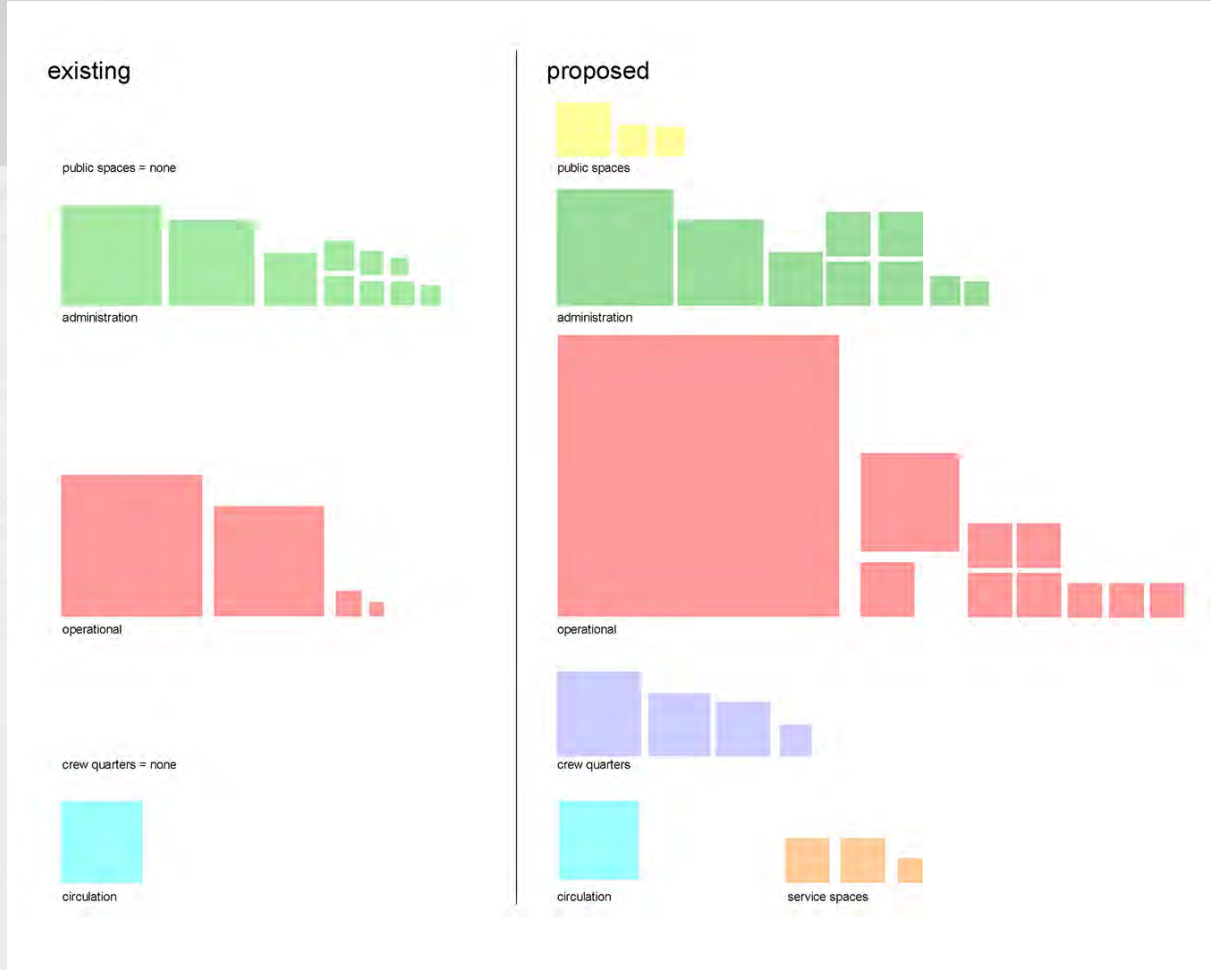 existing
public spaces = none
administration
operational
crew quarters = none
circulation
proposed
public spaces
administration
operational
crew quarters
circulation
service spaces